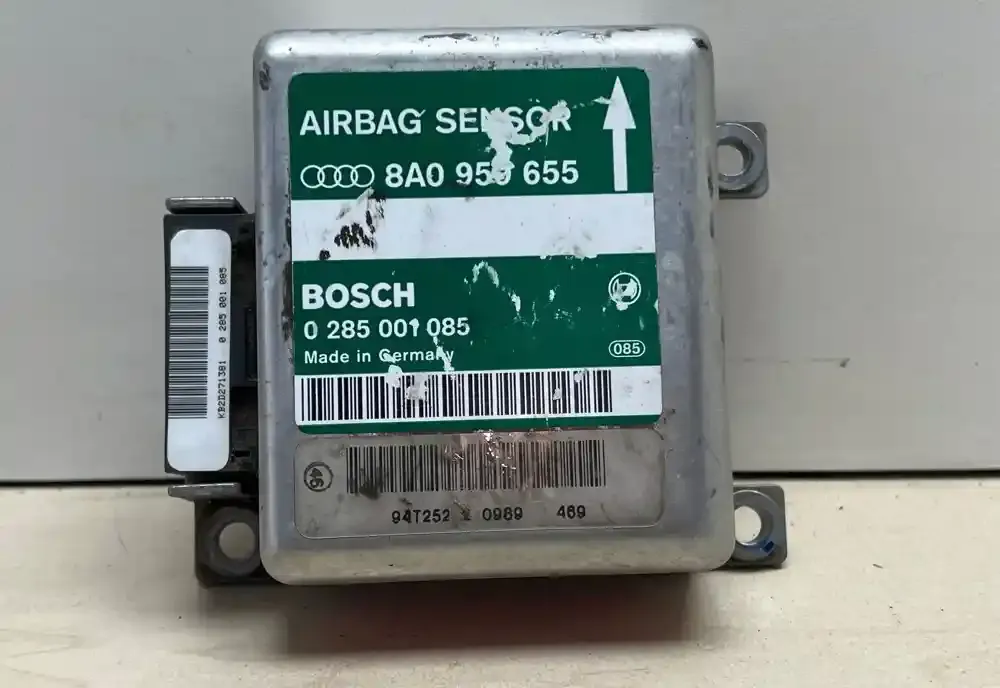 AIRBAG SENSOR
8A0 959 655
BOSCH
0 285 001 085
Made in Germany
085
46
94T252 0989 469
0 285 001 085
KB2D271381